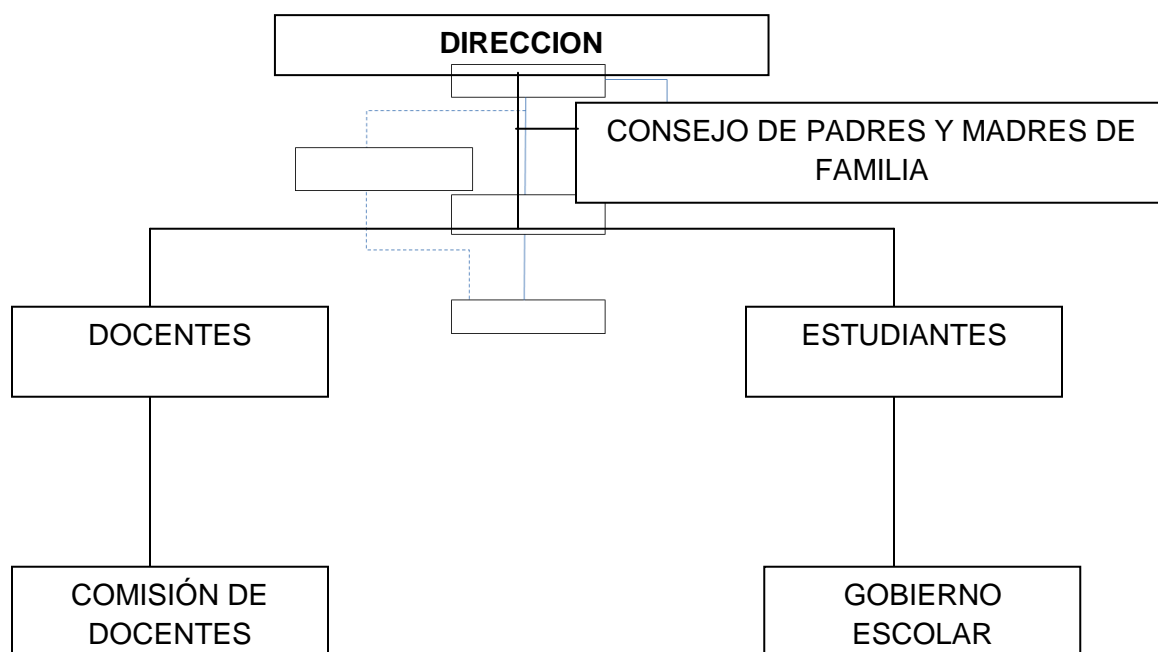 DIRECCION
CONSEJO DE PADRES Y MADRES DE
FAMILIA
DOCENTES
ESTUDIANTES
COMISIÓN DE
DOCENTES
GOBIERNO
ESCOLAR